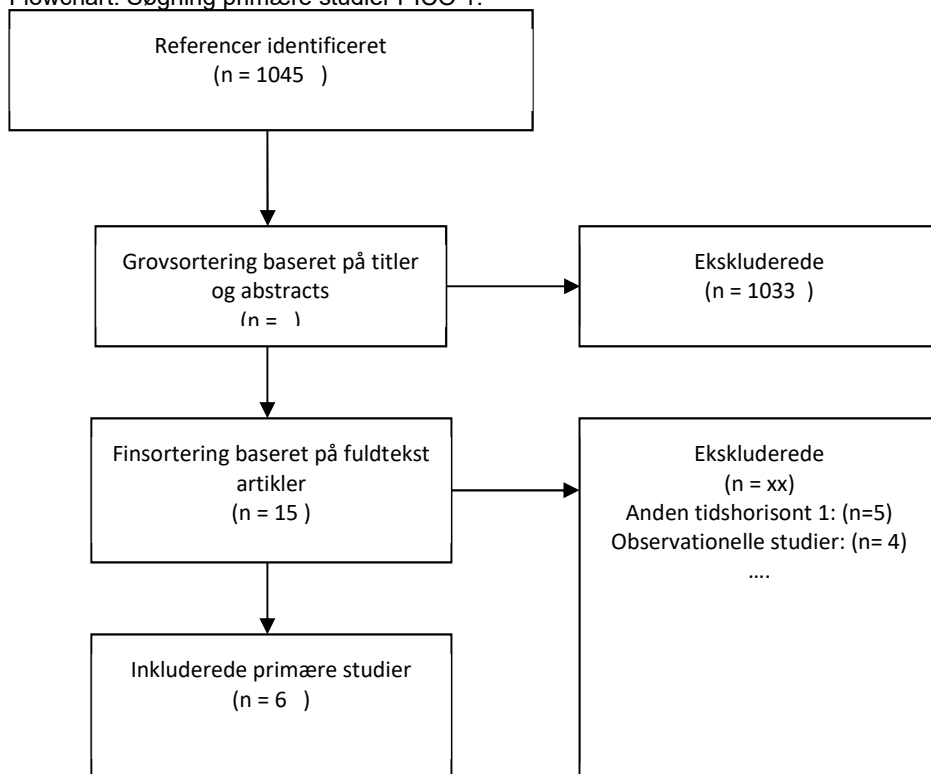 Flowchart: Søgning primære studier PICO 1:
Referencer identificeret
(n = 1045 )
Grovsortering baseret på titler
og abstracts
(n = )
Ekskluderede
(n = 1033 )
Finsortering baseret på fuldtekst
artikler
(n = 15 )
Ekskluderede
(n = xx)
Anden tidshorisont 1: (n=5)
Observationelle studier: (n= 4)
....
Inkluderede primære studier
(n = 6 )